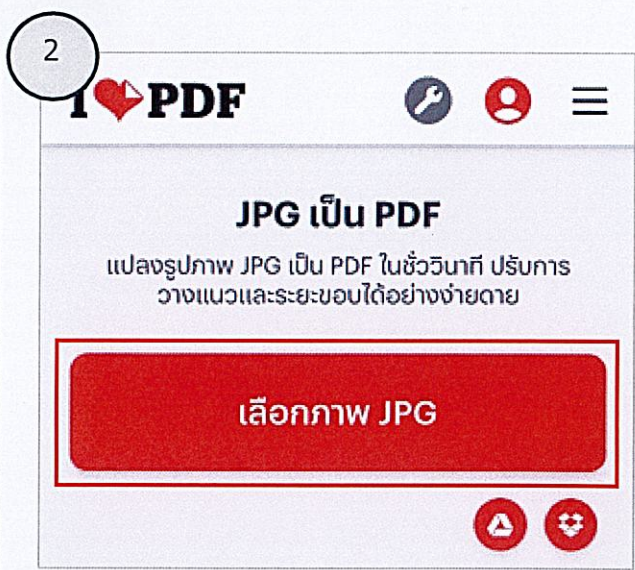 2
I PDF
JPG เป็น PDF
แปลงรูปภาพ JPG เป็น PDF ในชั่ววินาที ปรับการ
วางแนวและระยะขอบได้อย่างง่ายดาย
เลือกภาพ JPG